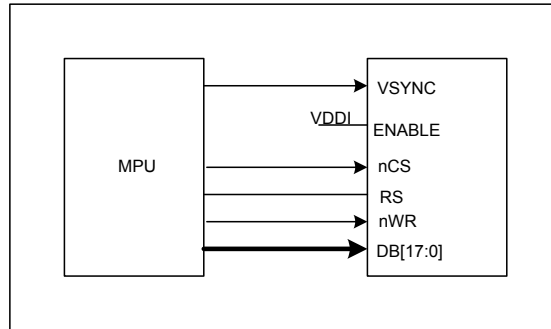 VSYNC
VDDI
ENABLE
MPU
nCS
RS
nWR
DB[17:0]